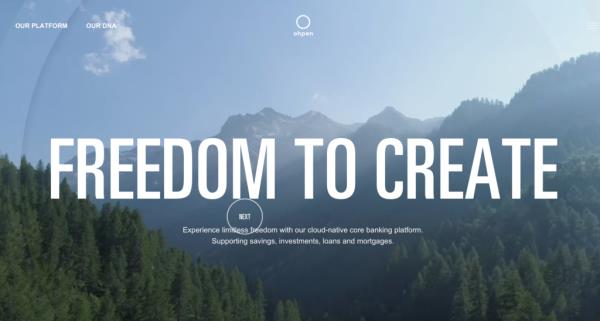 OUR PLATFORM OUR DNA
ohpen
FREEDOM TO CREATE
NEXT
Experience limitless freedom with our cloud-native core banking platform.
Supporting savings, investments, loans and mortgages.